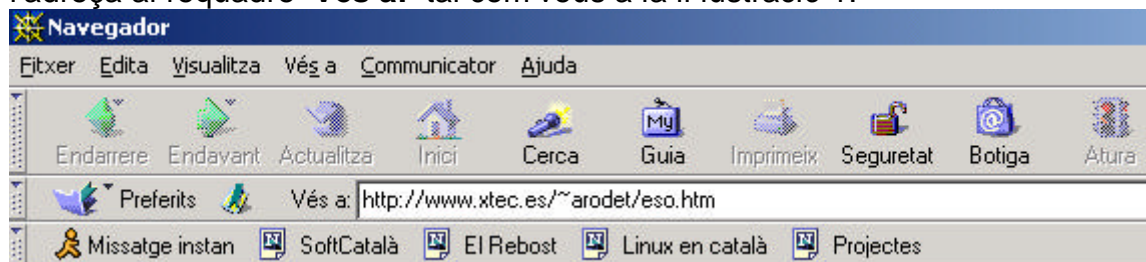 l'adreça al requadre "Vés a:" tal com veus a la il·lustració 1:
Navegador
Fitxer Edita Visualitza Vés a Communicator Ajuda
My
Endarrere Endavant Actualitza Inici Cerca Guia Imprimeix Seguretat Botiga Atura
Preferits Vés a: http://www.xtec.es/~arodet/eso.htm
Missatge instan SoftCatalà El Rebost Linux en català Projectes